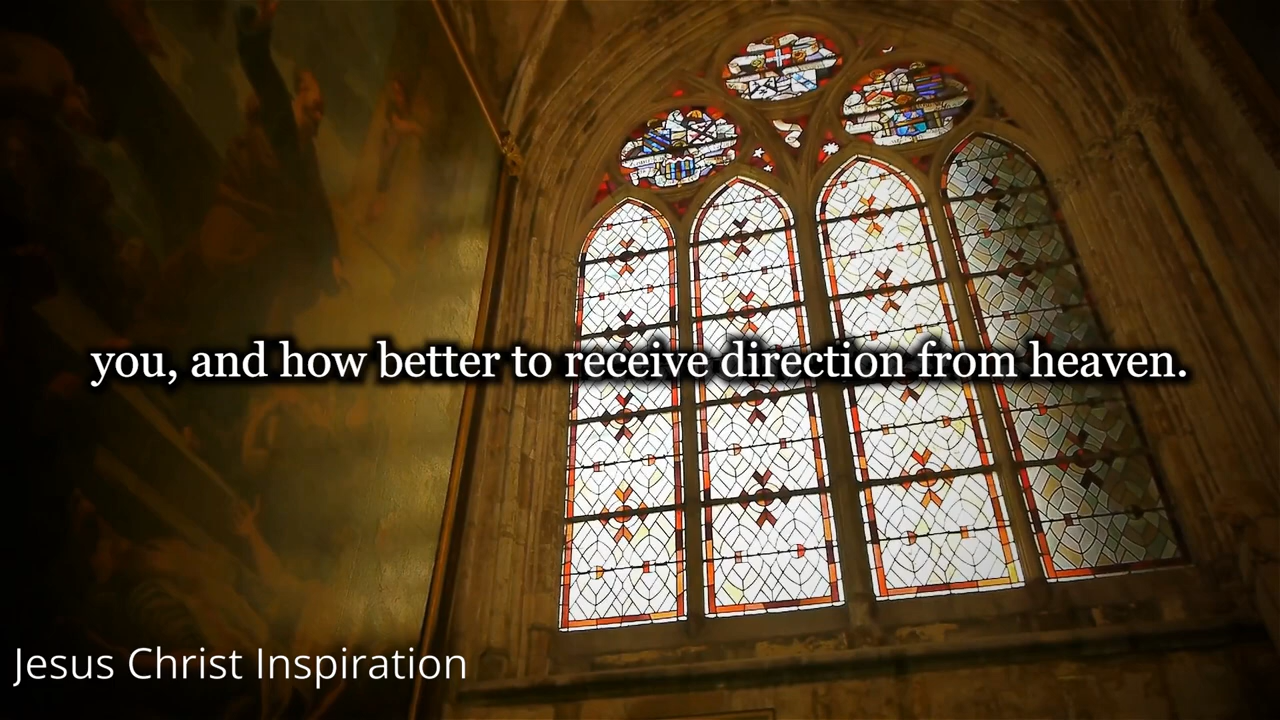 you, and how better to receive direction from heaven.
Jesus Christ Inspiration